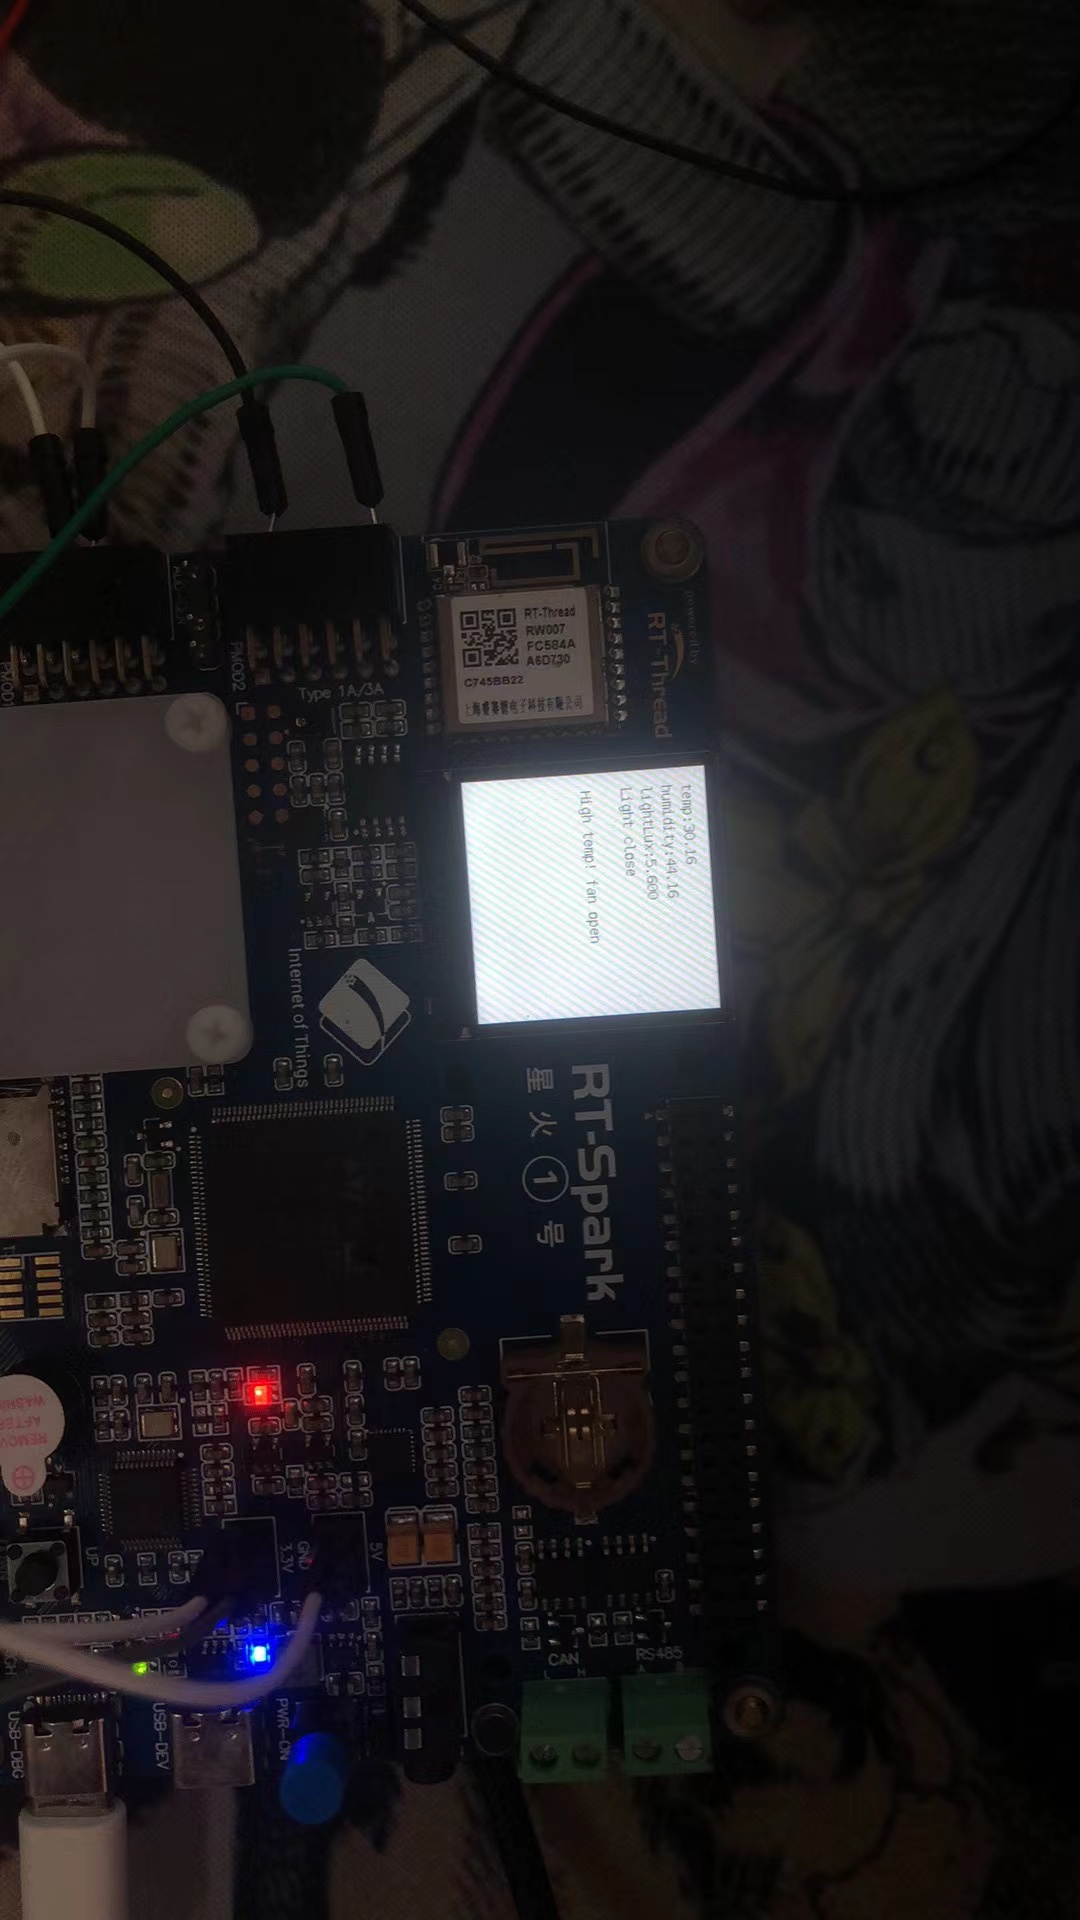 PMOD2
Type 1A/3A
RT-Thread
RW007
FC584A
A6D730
C745BB22
powered by
RT-Thread
temp:30.16
humidity:44.16
lightLux:5.600
Light close
High temp! fan open
Internet of Things
RT-Spark
星火1号
UP
3.3V
GND
5V
CAN
L H
RS485
PWR-ON
USB-DEV
USB-DBG